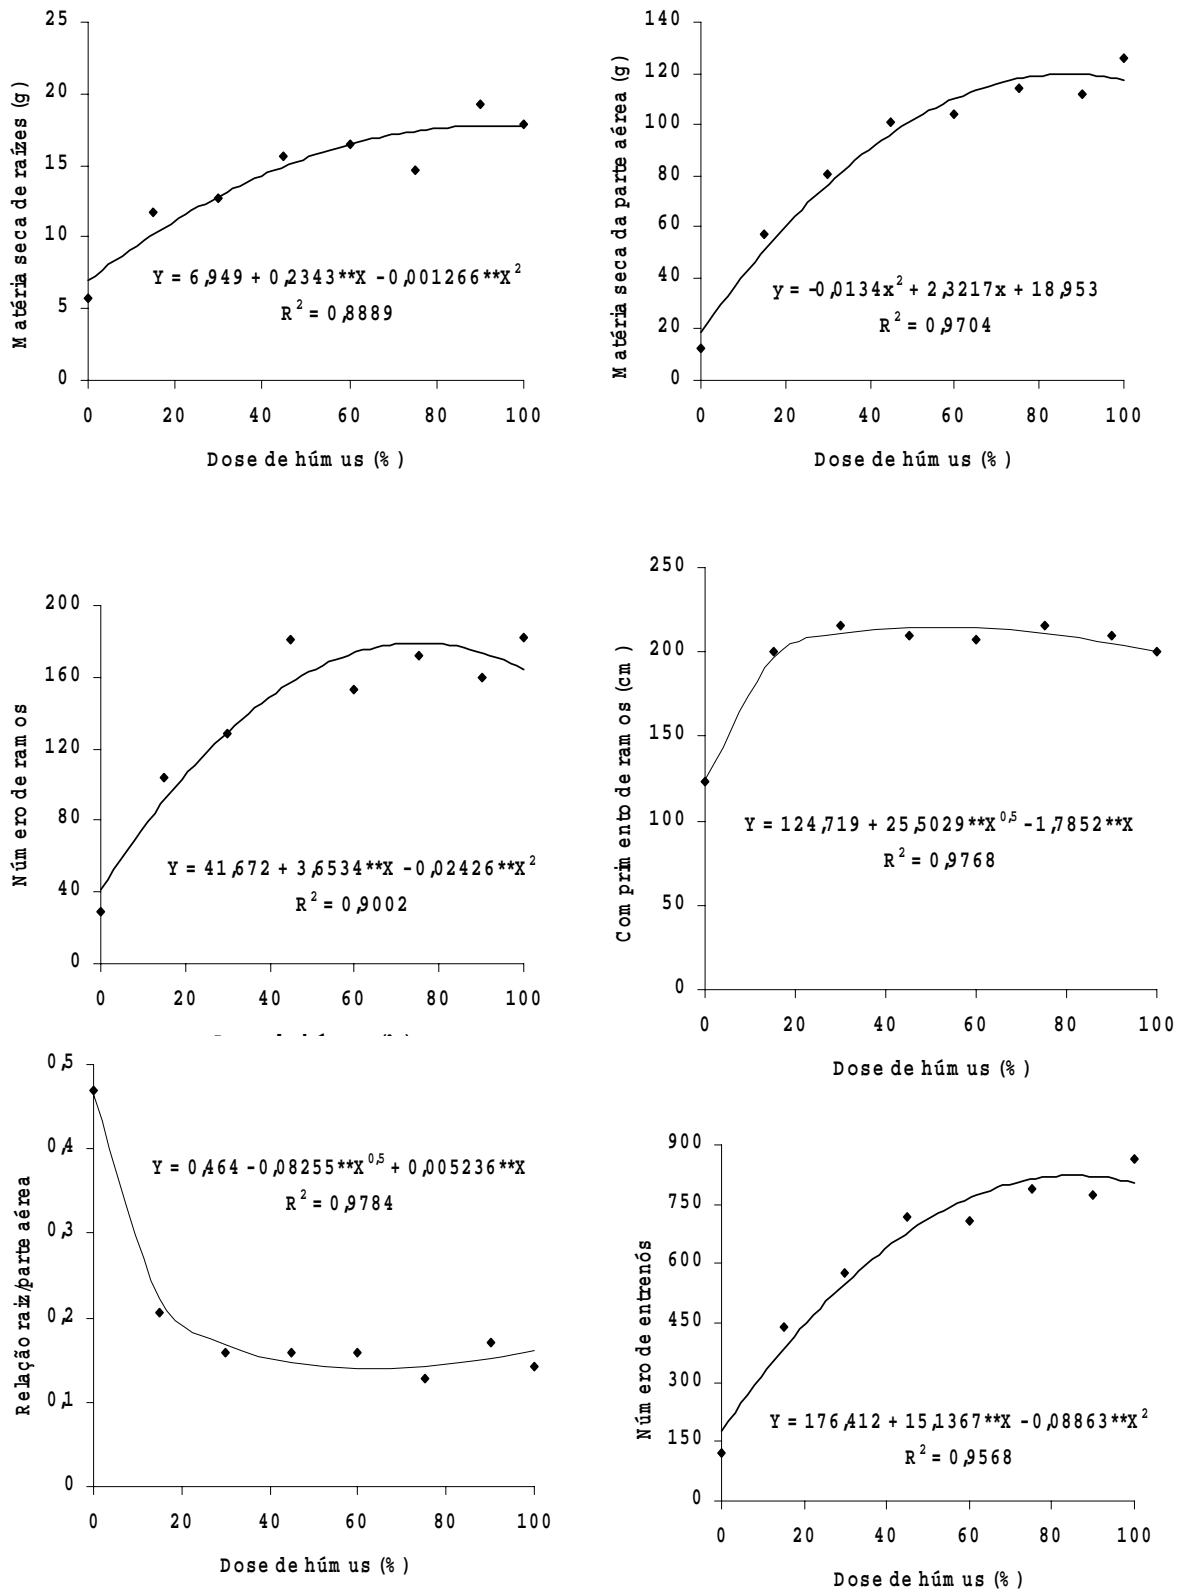 25
20
15
10
5
0
Matéria seca de raízes (g)
Y = 6,949 + 0,2343**X - 0,001266**X²
R² = 0,8889
0 20 40 60 80 100
Dose de húmus (%)
140
120
100
80
60
40
20
0
Matéria seca da parte aérea (g)
y = -0,0134x² + 2,3217x + 18,953
R² = 0,9704
0 20 40 60 80 100
Dose de húmus (%)
200
160
120
80
40
0
Número de ramos
Y = 41,672 + 3,6534**X - 0,02426**X²
R² = 0,9002
0 20 40 60 80 100
250
200
150
100
50
0
Comprimento de ramos (cm)
Y = 124,719 + 25,5029**X^0,5 - 1,7852**X
R² = 0,9768
0 20 40 60 80 100
Dose de húmus (%)
0,5
0,4
0,3
0,2
0,1
0
Relação raiz/parte aérea
Y = 0,464 - 0,08255**X^0,5 + 0,005236**X
R² = 0,9784
0 20 40 60 80 100
Dose de húmus (%)
900
750
600
450
300
150
0
Número de entrenós
Y = 176,412 + 15,1367**X - 0,08863**X²
R² = 0,9568
0 20 40 60 80 100
Dose de húmus (%)